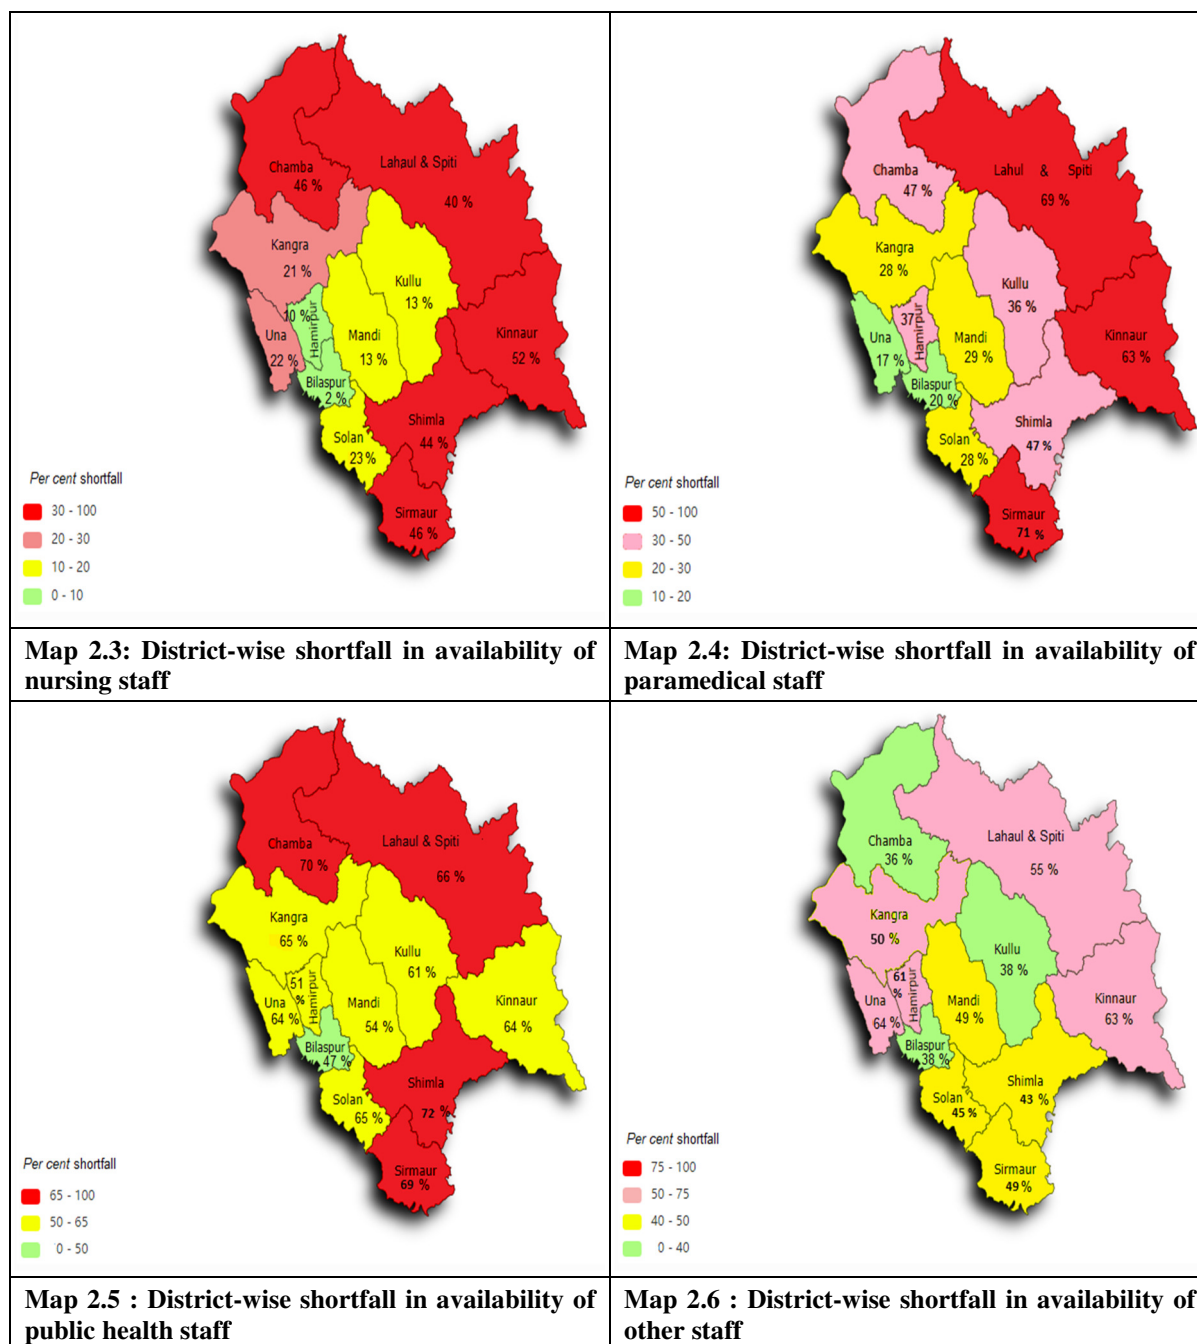 Chamba
46 %
Lahaul & Spiti
40 %
Kangra
21 %
Kullu
13 %
10 %
Hamirpur
Una
22 %
Mandi
13 %
Kinnaur
52 %
Bilaspur
2 %
Shimla
44 %
Solan
23 %
Sirmaur
46 %
Per cent shortfall
30 - 100
20 - 30
10 - 20
0 - 10
Map 2.3: District-wise shortfall in availability of
nursing staff
Chamba
47 %
Lahul & Spiti
69 %
Kangra
28 %
Kullu
36 %
37
Hamirpur
Una
17 %
Mandi
29 %
Kinnaur
63 %
Bilaspur
20 %
Shimla
47 %
Solan
28 %
Sirmaur
71 %
Per cent shortfall
50 - 100
30 - 50
20 - 30
10 - 20
Map 2.4: District-wise shortfall in availability of
paramedical staff
Chamba
70 %
Lahaul & Spiti
66 %
Kangra
65 %
Kullu
61 %
51
%
Hamirpur
Una
64 %
Mandi
54 %
Kinnaur
64 %
Bilaspur
47 %
Shimla
72 %
Solan
65 %
Sirmaur
69 %
Per cent shortfall
65 - 100
50 - 65
0 - 50
Map 2.5 : District-wise shortfall in availability of
public health staff
Chamba
36 %
Lahaul & Spiti
55 %
Kangra
50 %
Kullu
38 %
61
%
Hamirpur
Una
64 %
Mandi
49 %
Kinnaur
63 %
Bilaspur
38 %
Shimla
43 %
Solan
45 %
Sirmaur
49 %
Per cent shortfall
75 - 100
50 - 75
40 - 50
0 - 40
Map 2.6 : District-wise shortfall in availability of
other staff